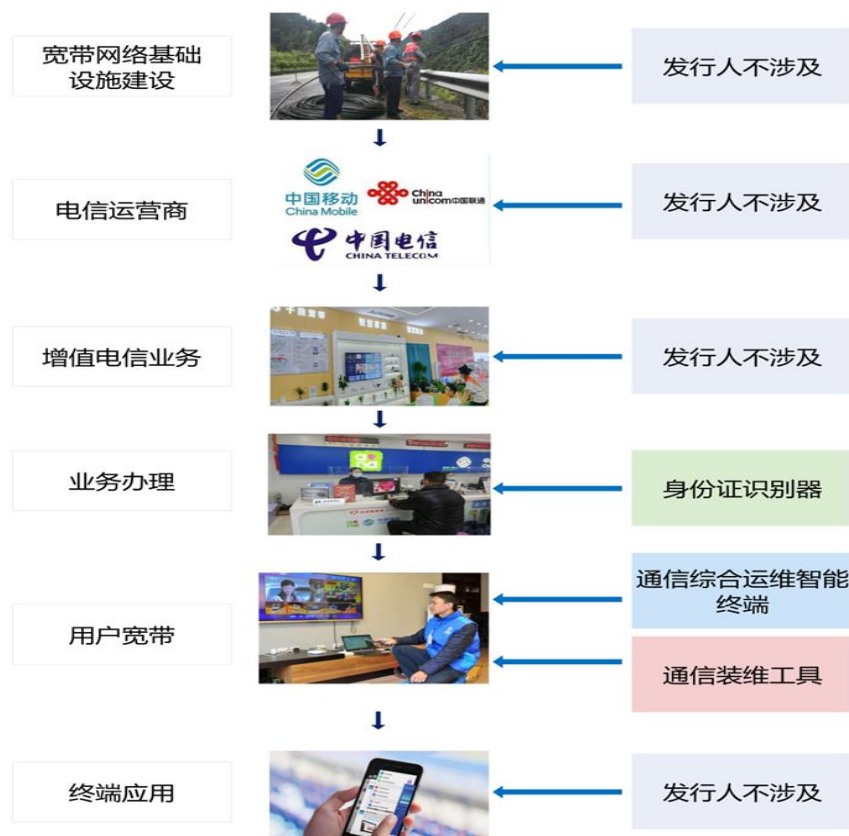 宽带网络基础
设施建设
发行人不涉及
电信运营商
中国移动
China Mobile
China
unicom中国联通
中国电信
CHINA TELECOM
发行人不涉及
增值电信业务
发行人不涉及
业务办理
身份证识别器
用户宽带
通信综合运维智能
终端
通信装维工具
终端应用
发行人不涉及